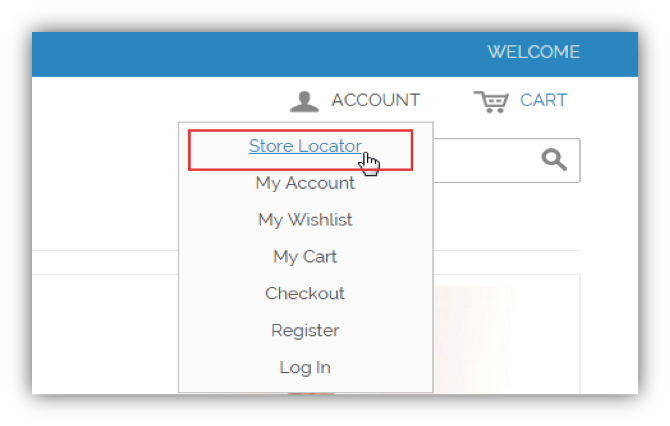 WELCOME
ACCOUNT CART
Store Locator
My Account
My Wishlist
My Cart
Checkout
Register
Log In